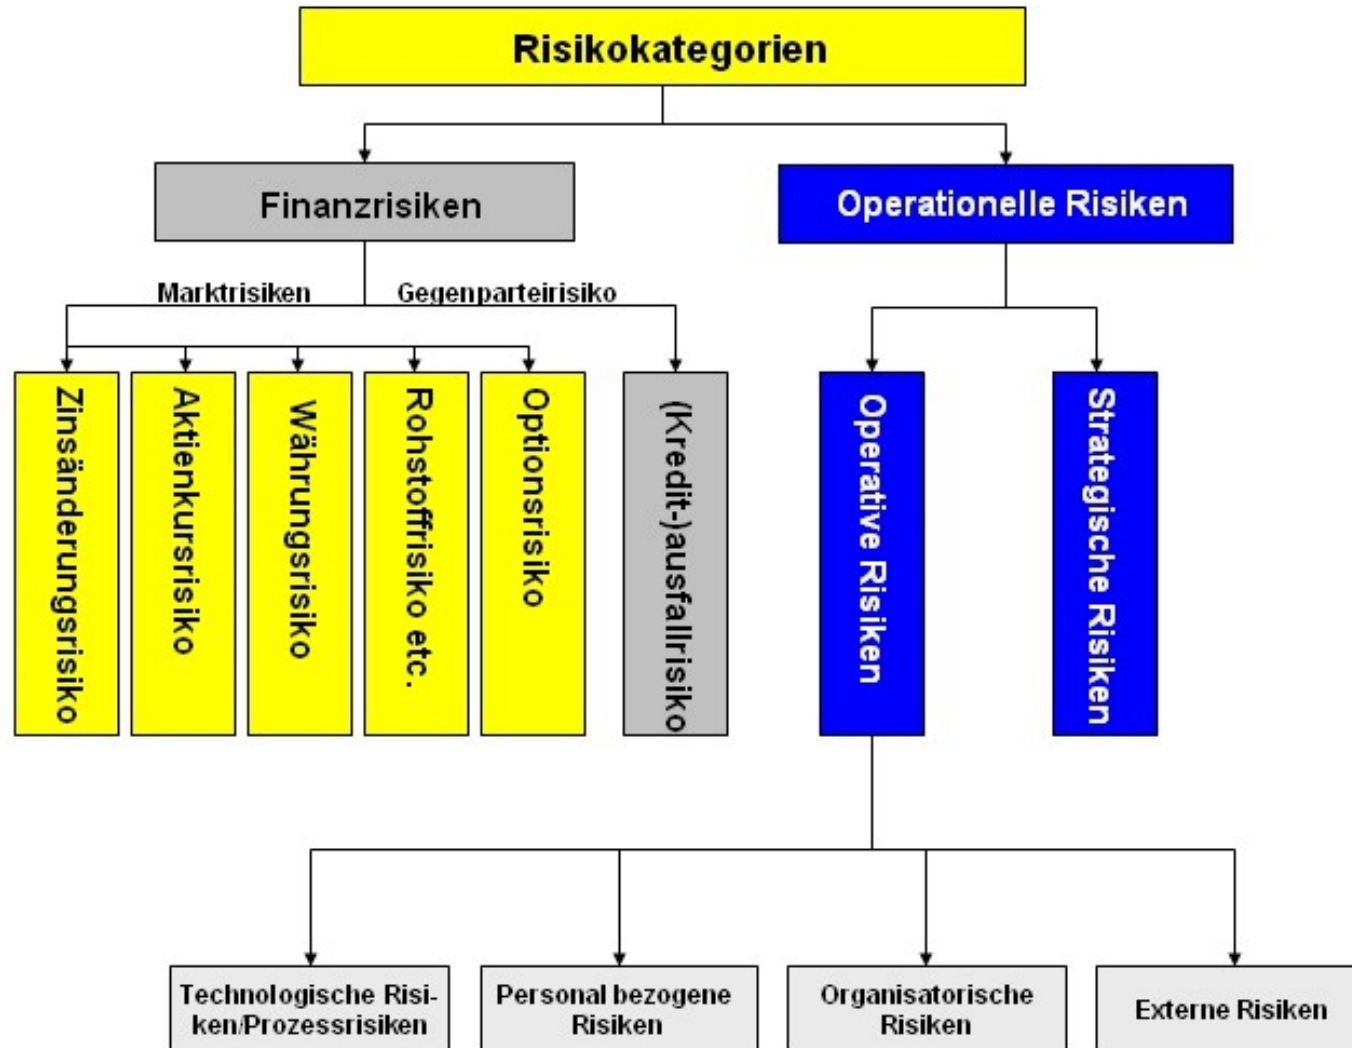 Risikokategorien
Finanzrisiken
Operationelle Risiken
Marktrisiken
Gegenparteirisiko
Zinsänderungsrisiko
Aktienkursrisiko
Währungsrisiko
Rohstoffrisiko etc.
Optionsrisiko
(Kredit-)ausfallrisiko
Operative Risiken
Strategische Risiken
Technologische Risi-
ken/Prozessrisiken
Personal bezogene
Risiken
Organisatorische
Risiken
Externe Risiken